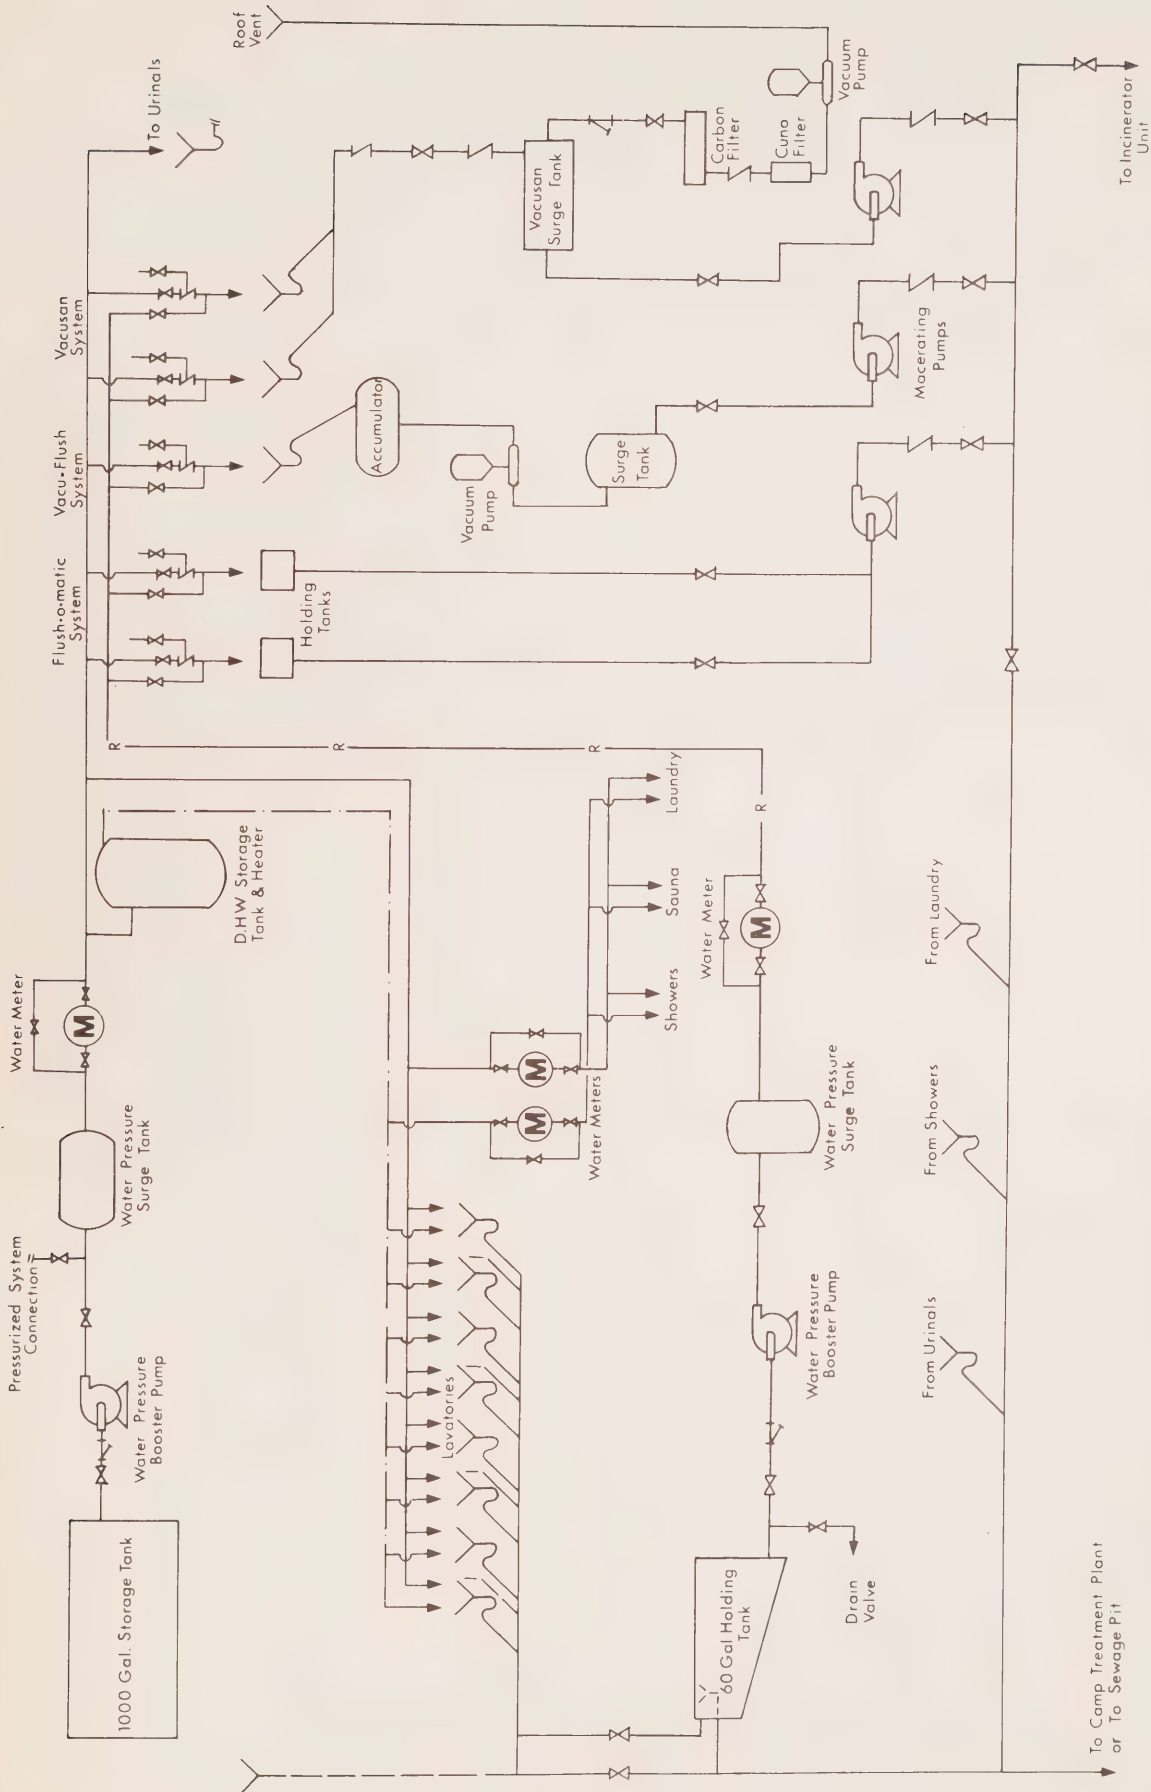 Pressurized System
Connection
1000 Gal. Storage Tank
Water Pressure
Booster Pump
Water Pressure
Surge Tank
Water Meter
M
D.HW Storage
Tank & Heater
Flush-o-matic
System
Vacu-Flush
System
Vacusan
System
To Urinals
Roof
Vent
Holding
Tanks
Accumulator
Vacuum
Pump
Surge
Tank
Vacusan
Surge Tank
Carbon
Filter
Cuno
Filter
Vacuum
Pump
Macerating
Pumps
To Incinerator
Unit
R
R
R
R
Lavatories
M
M
Water Meters
Showers
Sauna
Laundry
60 Gal Holding
Tank
Drain
Valve
Water Pressure
Booster Pump
Water Pressure
Surge Tank
Water Meter
M
From Urinals
From Showers
From Laundry
To Camp Treatment Plant
or To Sewage Pit